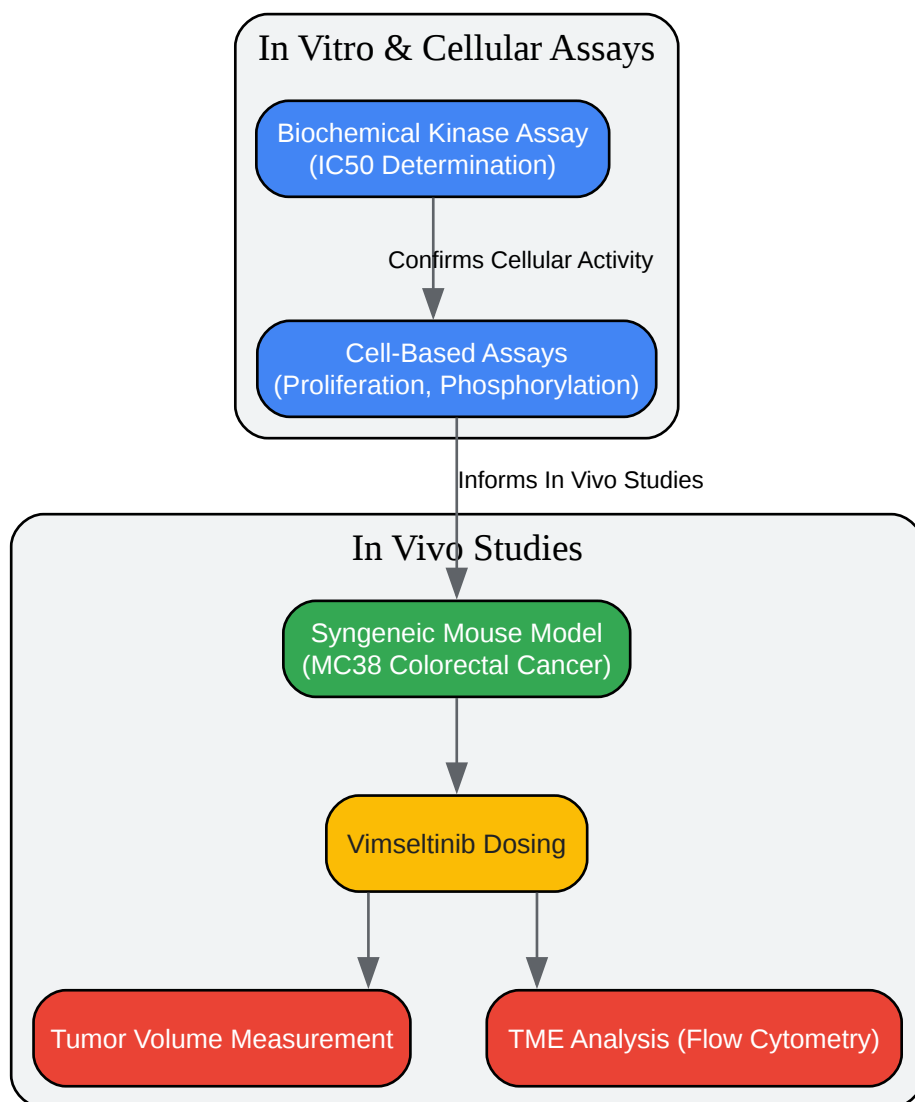 In Vitro & Cellular Assays
Biochemical Kinase Assay
(IC50 Determination)
Confirms Cellular Activity
Cell-Based Assays
(Proliferation, Phosphorylation)
Informs In Vivo Studies
In Vivo Studies
Syngeneic Mouse Model
(MC38 Colorectal Cancer)
Vimseltinib Dosing
Tumor Volume Measurement
TME Analysis (Flow Cytometry)